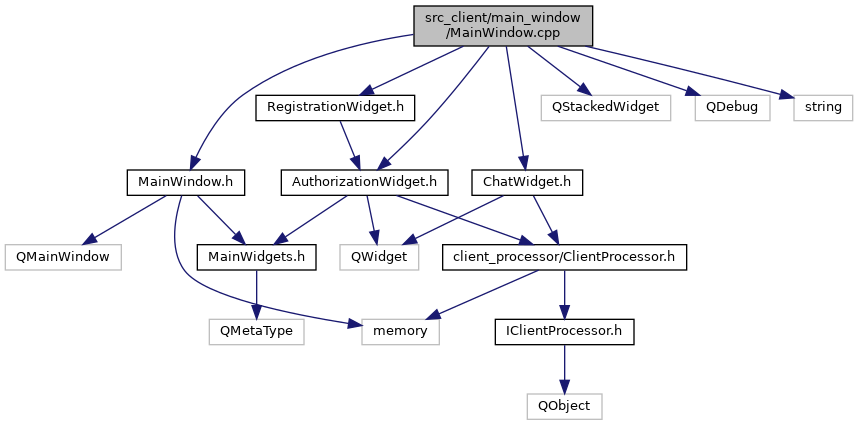 src_client/main_window
/MainWindow.cpp
RegistrationWidget.h
QStackedWidget
QDebug
string
MainWindow.h
AuthorizationWidget.h
ChatWidget.h
QMainWindow
MainWidgets.h
QWidget
client_processor/ClientProcessor.h
QMetaType
memory
IClientProcessor.h
QObject